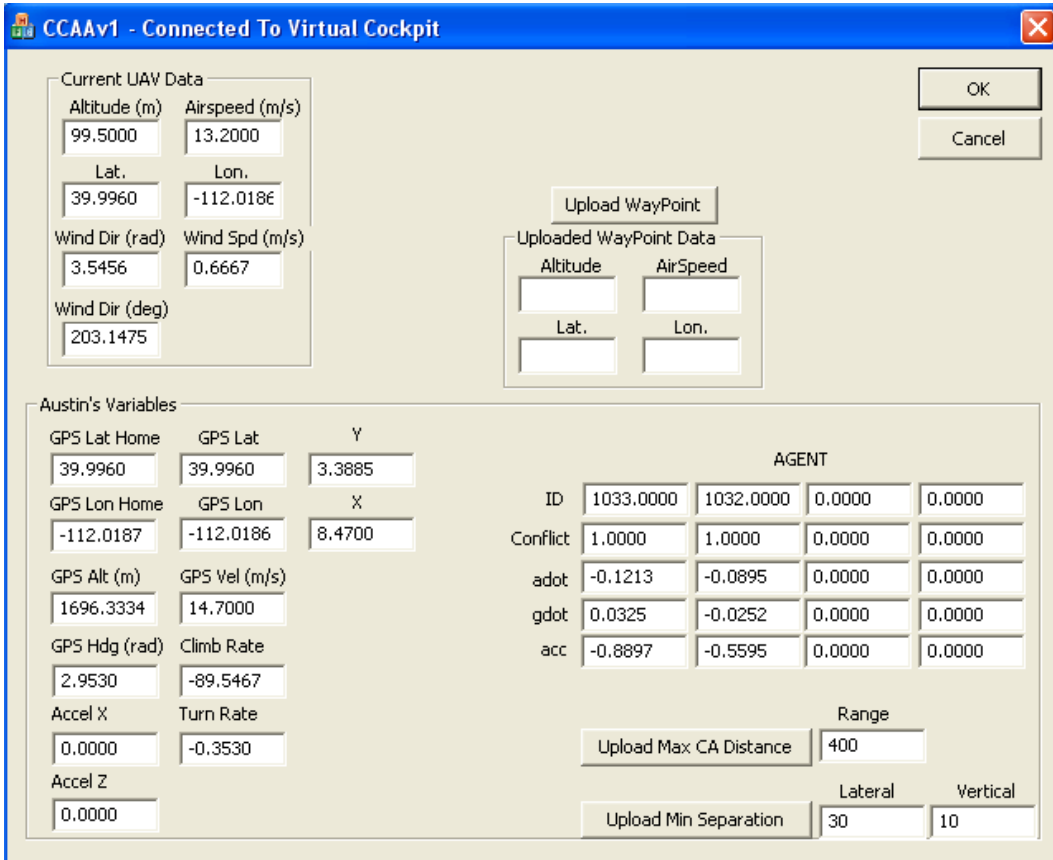 CCAAv1 - Connected To Virtual Cockpit
Current UAV Data
Altitude (m) Airspeed (m/s)
99.5000 13.2000
Lat. Lon.
39.9960 -112.0186
Wind Dir (rad) Wind Spd (m/s)
3.5456 0.6667
Wind Dir (deg)
203.1475
OK
Cancel
Upload WayPoint
Uploaded WayPoint Data
Altitude AirSpeed
Lat. Lon.
Austin's Variables
GPS Lat Home GPS Lat Y
39.9960 39.9960 3.3885
GPS Lon Home GPS Lon X
-112.0187 -112.0186 8.4700
GPS Alt (m) GPS Vel (m/s)
1696.3334 14.7000
GPS Hdg (rad) Climb Rate
2.9530 -89.5467
Accel X Turn Rate
0.0000 -0.3530
Accel Z
0.0000
AGENT
ID 1033.0000 1032.0000 0.0000 0.0000
Conflict 1.0000 1.0000 0.0000 0.0000
adot -0.1213 -0.0895 0.0000 0.0000
gdot 0.0325 -0.0252 0.0000 0.0000
acc -0.8897 -0.5595 0.0000 0.0000
Range
Upload Max CA Distance 400
Lateral Vertical
Upload Min Separation 30 10